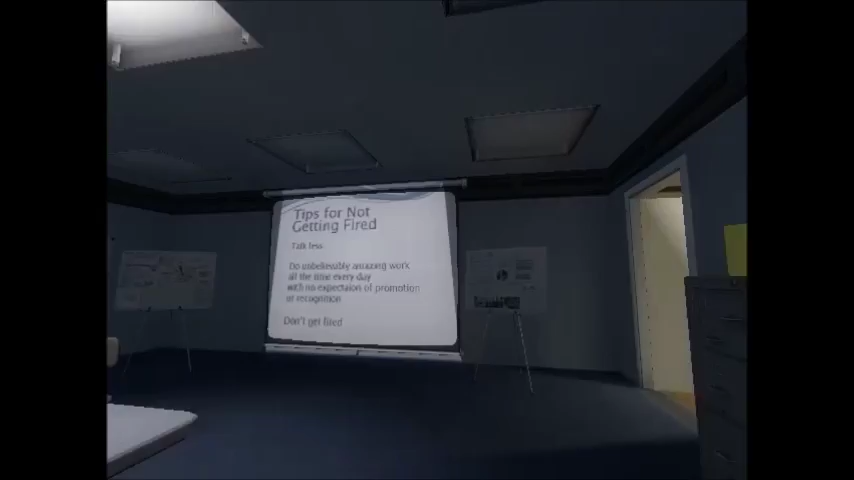 Tips for Not
Getting Fired
Talk less
Do unbelievably amazing work
all the time every day
with no expectaion of promotion
or recognition
Don't get fired